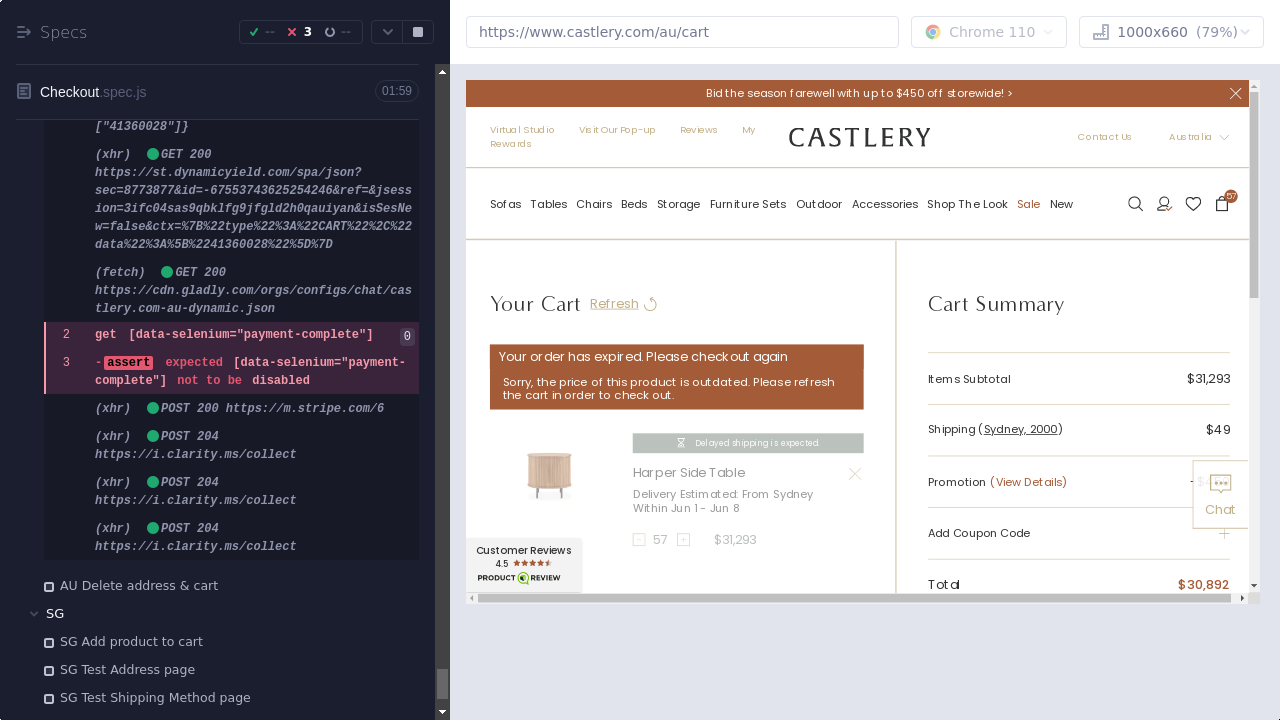 Specs
--
3
--
Checkout.spec.js
01:59
["41360028"]}
(xhr) GET 200
https://st.dynamicyield.com/spa/json?
sec=8773877&id=-67553743625254246&ref=&jsess
ion=3ifc04sas9qbklfg9jfgld2h0qauiyan&isSesNe
w=false&ctx=%7B%22type%22%3A%22CART%22%2C%22
data%22%3A%5B%2241360028%22%5D%7D
(fetch) GET 200
https://cdn.gladly.com/orgs/configs/chat/cas
tlery.com-au-dynamic.json
2 get [data-selenium="payment-complete"] 0
3 -assert expected [data-selenium="payment-
complete"] not to be disabled
(xhr) POST 200 https://m.stripe.com/6
(xhr) POST 204
https://i.clarity.ms/collect
(xhr) POST 204
https://i.clarity.ms/collect
(xhr) POST 204
https://i.clarity.ms/collect
AU Delete address & cart
SG
SG Add product to cart
SG Test Address page
SG Test Shipping Method page
https://www.castlery.com/au/cart
Chrome 110
1000x660 (79%)
Bid the season farewell with up to $450 off storewide! >
Virtual Studio Visit Our Pop-up Reviews My
Rewards
CASTLERY
Contact Us Australia
Sofas Tables Chairs Beds Storage Furniture Sets Outdoor Accessories Shop The Look Sale New
57
Your Cart Refresh
Your order has expired. Please checkout again
Sorry, the price of this product is outdated. Please refresh
the cart in order to check out.
Delayed shipping is expected.
Harper Side Table
Delivery Estimated: From Sydney
Within Jun 1 - Jun 8
- 57 + $31,293
Customer Reviews
4.5
PRODUCT REVIEW
Cart Summary
Items Subtotal $31,293
Shipping (Sydney, 2000) $49
Promotion (View Details)
Chat
Add Coupon Code +
Total $30,892